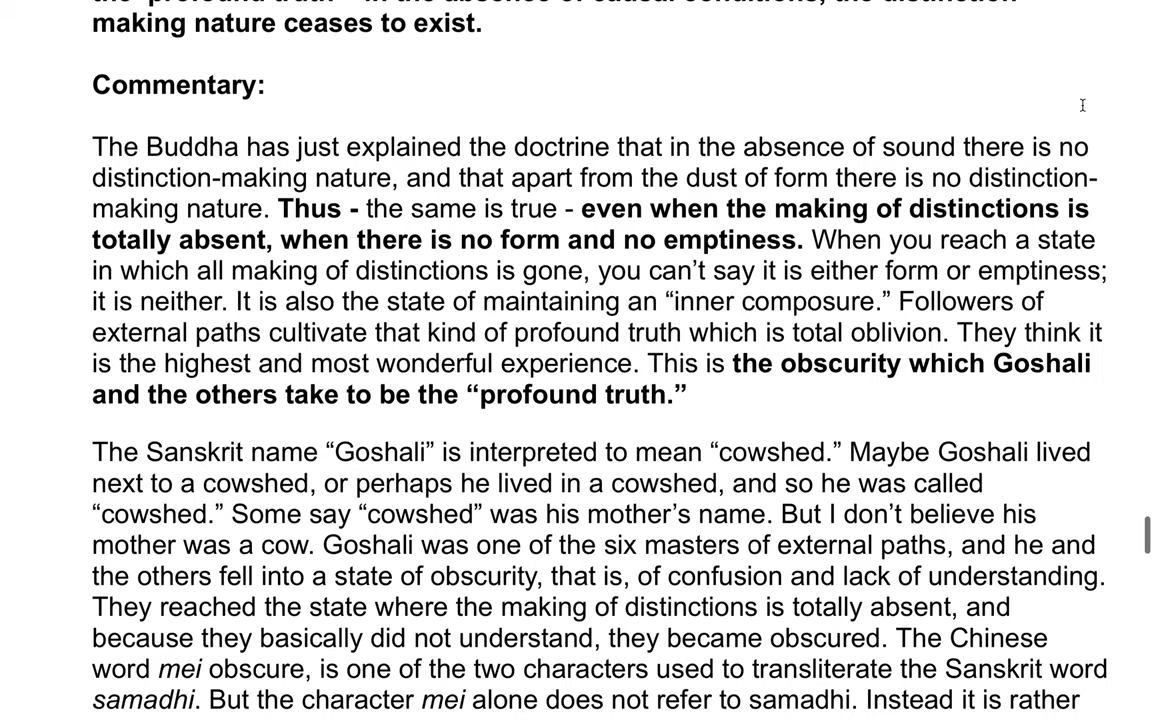 making nature ceases to exist.
Commentary:
The Buddha has just explained the doctrine that in the absence of sound there is no
distinction-making nature, and that apart from the dust of form there is no distinction-
making nature. Thus - the same is true - even when the making of distinctions is
totally absent, when there is no form and no emptiness. When you reach a state
in which all making of distinctions is gone, you can’t say it is either form or emptiness;
it is neither. It is also the state of maintaining an “inner composure.” Followers of
external paths cultivate that kind of profound truth which is total oblivion. They think it
is the highest and most wonderful experience. This is the obscurity which Goshali
and the others take to be the “profound truth.”
The Sanskrit name “Goshali” is interpreted to mean “cowshed.” Maybe Goshali lived
next to a cowshed, or perhaps he lived in a cowshed, and so he was called
“cowshed.” Some say “cowshed” was his mother’s name. But I don’t believe his
mother was a cow. Goshali was one of the six masters of external paths, and he and
the others fell into a state of obscurity, that is, of confusion and lack of understanding.
They reached the state where the making of distinctions is totally absent, and
because they basically did not understand, they became obscured. The Chinese
word mei obscure, is one of the two characters used to transliterate the Sanskrit word
samadhi. But the character mei alone does not refer to samadhi. Instead it is rather